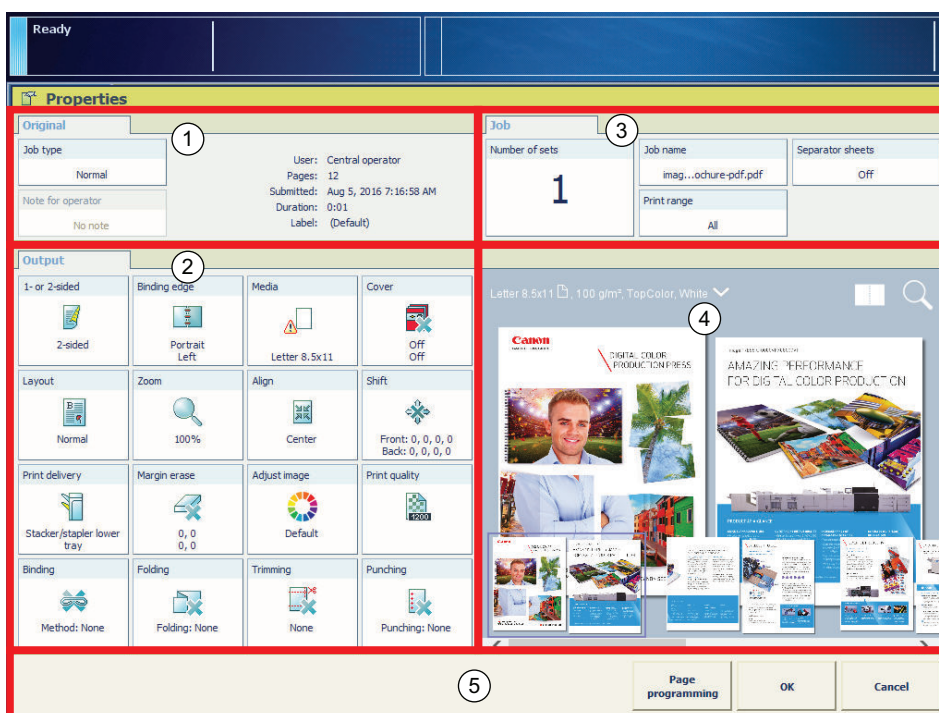 Ready
Properties
Original
1
Job type
Normal
Note for operator
No note
User: Central operator
Pages: 12
Submitted: Aug 5, 2016 7:16:58 AM
Duration: 0:01
Label: (Default)
Job
3
Number of sets
1
Job name
imag...ochure-pdf.pdf
Print range
All
Separator sheets
Off
Output
2
1- or 2-sided
2-sided
Binding edge
Portrait
Left
Media
Letter 8.5x11
Cover
Off
Off
Layout
Normal
Zoom
100%
Align
Center
Shift
Front: 0, 0, 0, 0
Back: 0, 0, 0, 0
Print delivery
Stacker/stapler lower
tray
Margin erase
0, 0
0, 0
Adjust image
Default
Print quality
1200
Binding
Method: None
Folding
Folding: None
Trimming
None
Punching
Punching: None
Letter 8.5x11, 100 g/m², TopColor, White
4
Canon
DIGITAL COLOR
PRODUCTION PRESS
AMAZING PERFORMANCE
FOR DIGITAL COLOR PRODUCTION
5
Page
programming
OK
Cancel